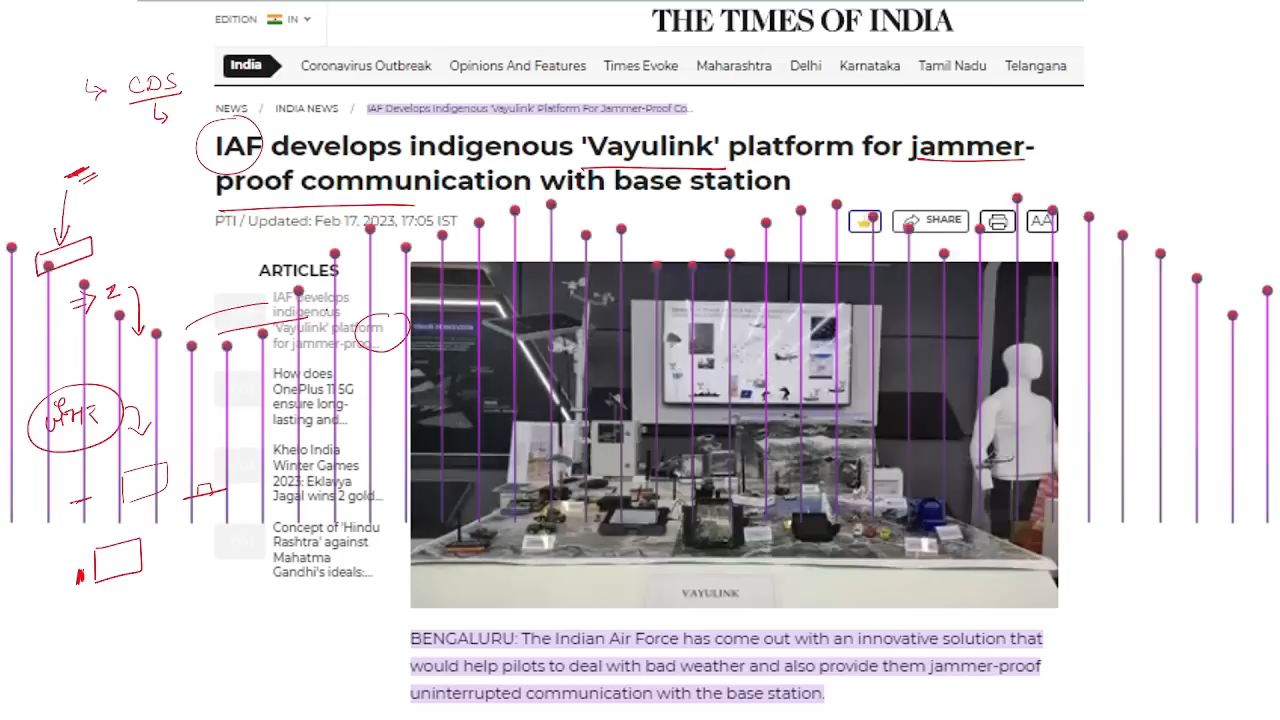 EDITION IN
THE TIMES OF INDIA
India Coronavirus Outbreak Opinions And Features Times Evoke Maharashtra Delhi Karnataka Tamil Nadu Telangana
CDS
NEWS / INDIA NEWS / IAF Develops Indigenous 'Vayulink' Platform For Jammer-Proof Co...
IAF develops indigenous 'Vayulink' platform for jammer-
proof communication with base station
PTI / Updated: Feb 17, 2023, 17:05 IST
SHARE
AA
ARTICLES
IAF develops
indigenous
'Vayulink' platform
for jammer-proo...
How does
OnePlus 11 5G
ensure long-
lasting and...
Khelo India
Winter Games
2023: Eklavya
Jagal wins 2 gold...
Concept of 'Hindu
Rashtra' against
Mahatma
Gandhi's ideals:...
VAYULINK
BENGALURU: The Indian Air Force has come out with an innovative solution that
would help pilots to deal with bad weather and also provide them jammer-proof
uninterrupted communication with the base station.